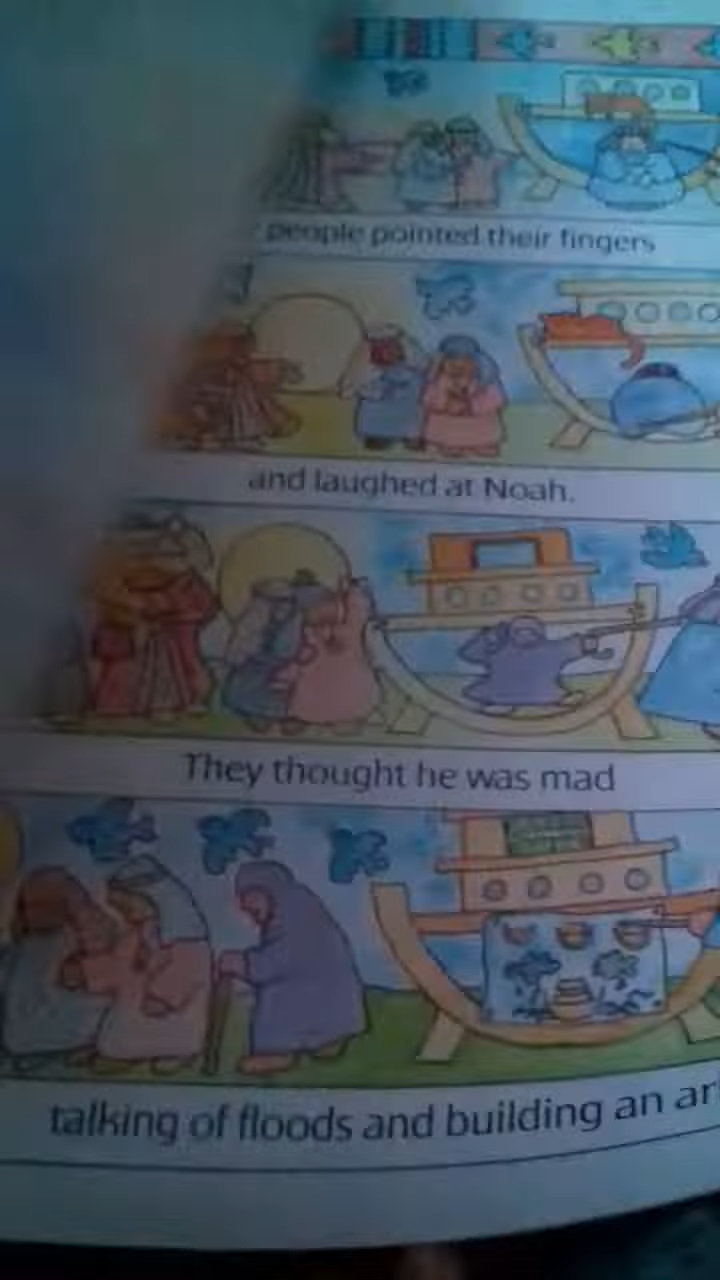 people pointed their fingers
and laughed at Noah.
They thought he was mad
talking of floods and building an